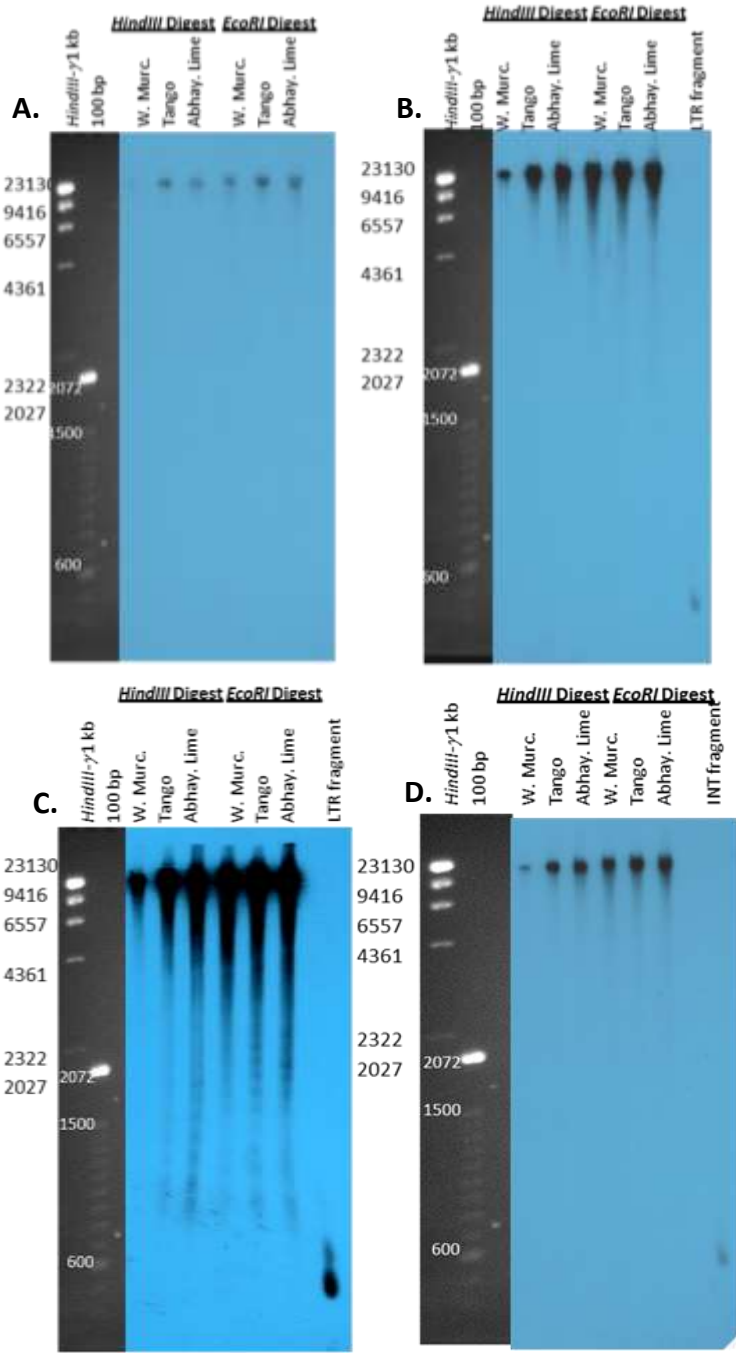 A.
HindIII Digest EcoRI Digest
HindIII-γ1 kb
100 bp
W. Murc.
Tango
Abhay. Lime
W. Murc.
Tango
Abhay. Lime
23130
9416
6557
4361
2322
2027
2072
1500
600
B.
HindIII Digest EcoRI Digest
HindIII-γ1 kb
100 bp
W. Murc.
Tango
Abhay. Lime
W. Murc.
Tango
Abhay. Lime
LTR fragment
23130
9416
6557
4361
2322
2027
2072
1500
600
C.
HindIII Digest EcoRI Digest
HindIII-γ1 kb
100 bp
W. Murc.
Tango
Abhay. Lime
W. Murc.
Tango
Abhay. Lime
LTR fragment
23130
9416
6557
4361
2322
2027
2072
1500
600
D.
HindIII Digest EcoRI Digest
HindIII-γ1 kb
100 bp
W. Murc.
Tango
Abhay. Lime
W. Murc.
Tango
Abhay. Lime
INT fragment
23130
9416
6557
4361
2322
2027
2072
1500
600